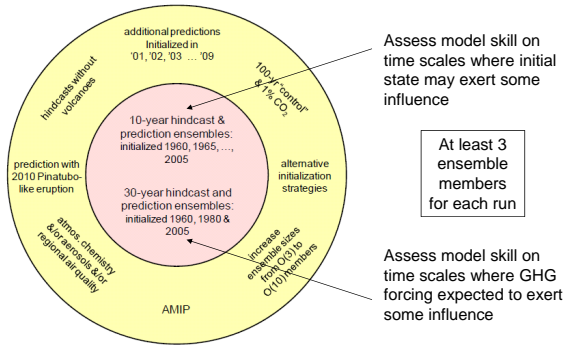 additional predictions
Initialized in
'01, '02, '03 … '09
hindcasts without
volcanoes
100-yr "control"
& 1% CO2
10-year hindcast &
prediction ensembles:
initialized 1960, 1965, …,
2005
prediction with
2010 Pinatubo-
like eruption
alternative
initialization
strategies
30-year hindcast and
prediction ensembles:
initialized 1960, 1980 &
2005
atmos. chemistry
&/or aerosols &/or
regional air quality
increase
ensemble sizes
from O(3) to
O(10) members
AMIP
Assess model skill on
time scales where initial
state may exert some
influence
At least 3
ensemble
members
for each run
Assess model skill on
time scales where GHG
forcing expected to exert
some influence